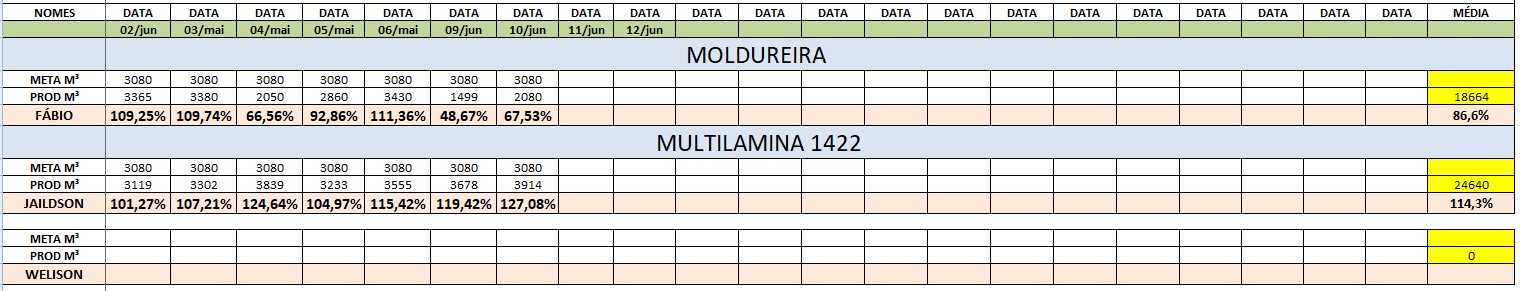 NOMES DATA DATA DATA DATA DATA DATA DATA DATA DATA DATA DATA DATA DATA DATA DATA DATA DATA DATA DATA DATA DATA MÉDIA
02/jun 03/mai 04/mai 05/mai 06/mai 09/jun 10/jun 11/jun 12/jun
MOLDUREIRA
META M³ 3080 3080 3080 3080 3080 3080 3080
PROD M³ 3365 3380 2050 2860 3430 1499 2080 18664
FÁBIO 109,25% 109,74% 66,56% 92,86% 111,36% 48,67% 67,53% 86,6%
MULTILAMINA 1422
META M³ 3080 3080 3080 3080 3080 3080 3080
PROD M³ 3119 3302 3839 3233 3555 3678 3914 24640
JAILDSON 101,27% 107,21% 124,64% 104,97% 115,42% 119,42% 127,08% 114,3%
META M³
PROD M³ 0
WELISON